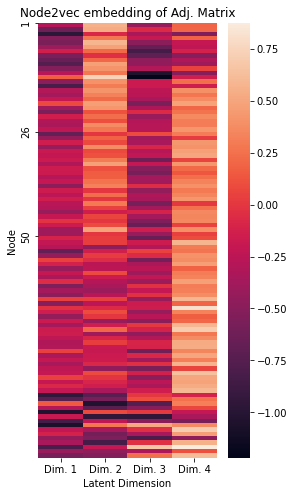 Node2vec embedding of Adj. Matrix
1
26
50
Node
Dim. 1 Dim. 2 Dim. 3 Dim. 4
Latent Dimension
0.75
0.50
0.25
0.00
−0.25
−0.50
−0.75
−1.00